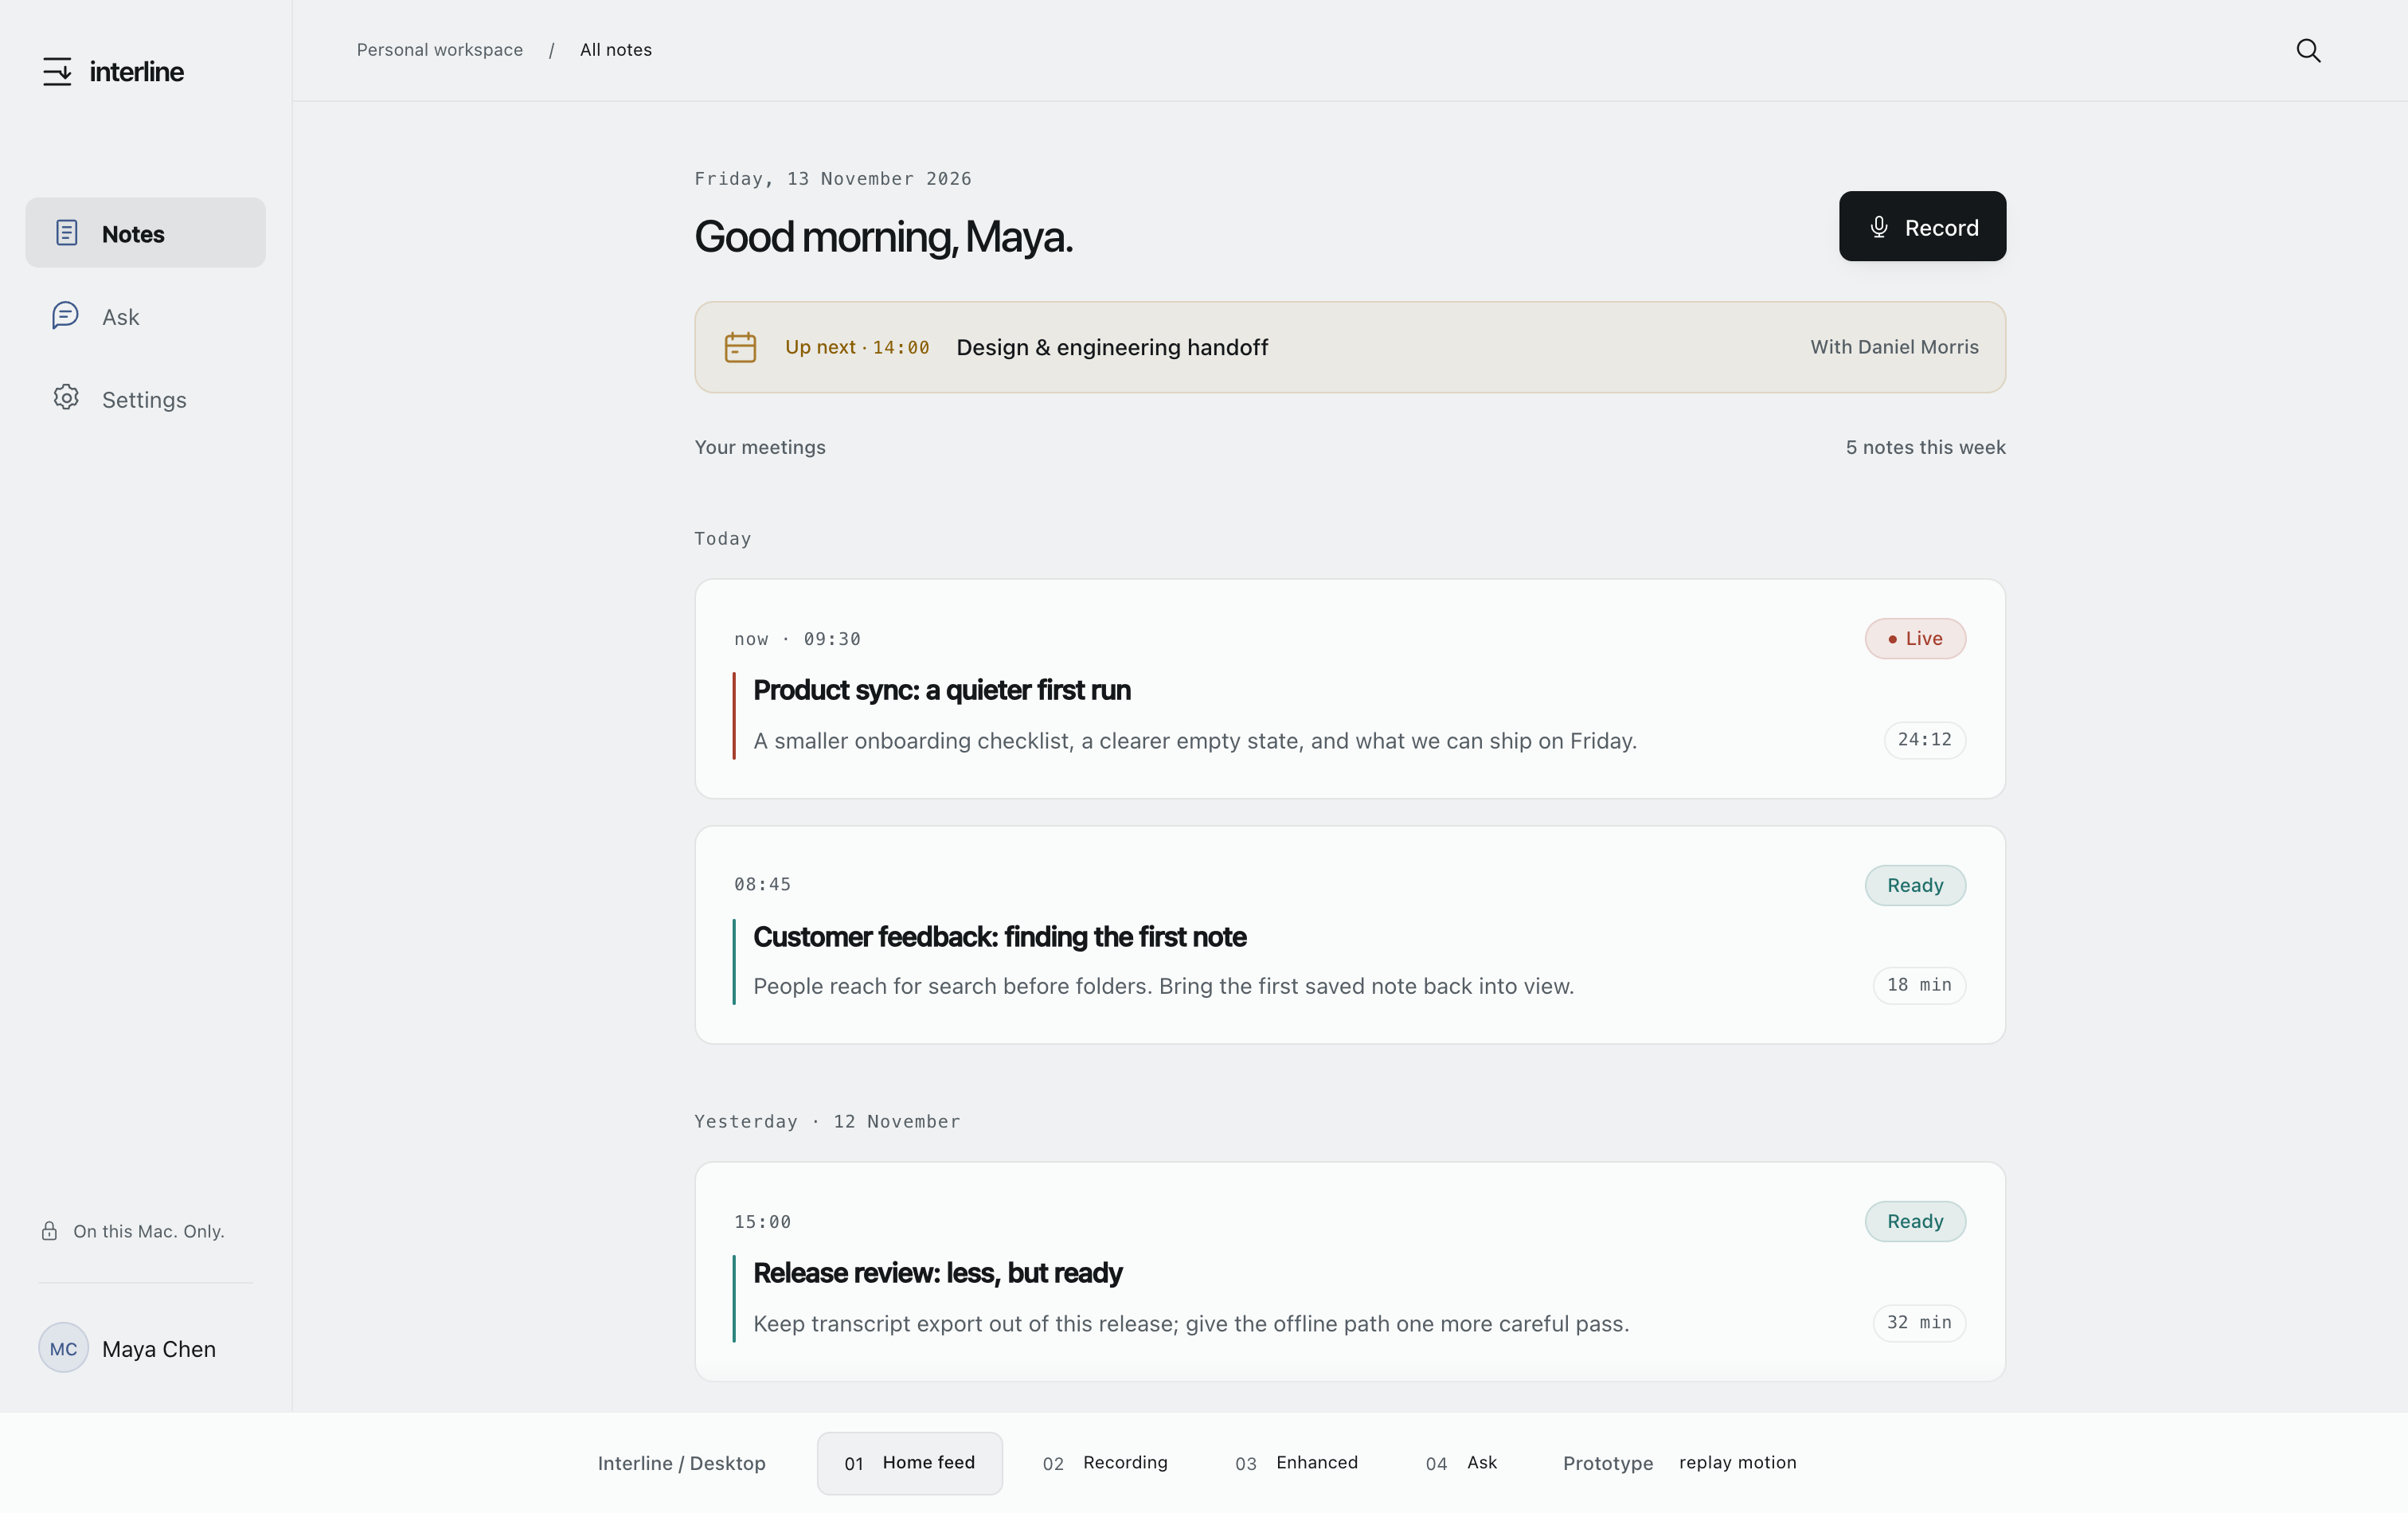 interline
Personal workspace / All notes
Notes
Ask
Settings
On this Mac. Only.
MC Maya Chen
Friday, 13 November 2026
Good morning, Maya.
Record
Up next · 14:00 Design & engineering handoff With Daniel Morris
Your meetings 5 notes this week
Today
now · 09:30 Live
Product sync: a quieter first run
A smaller onboarding checklist, a clearer empty state, and what we can ship on Friday. 24:12
08:45 Ready
Customer feedback: finding the first note
People reach for search before folders. Bring the first saved note back into view. 18 min
Yesterday · 12 November
15:00 Ready
Release review: less, but ready
Keep transcript export out of this release; give the offline path one more careful pass. 32 min
Interline / Desktop 01 Home feed 02 Recording 03 Enhanced 04 Ask Prototype replay motion